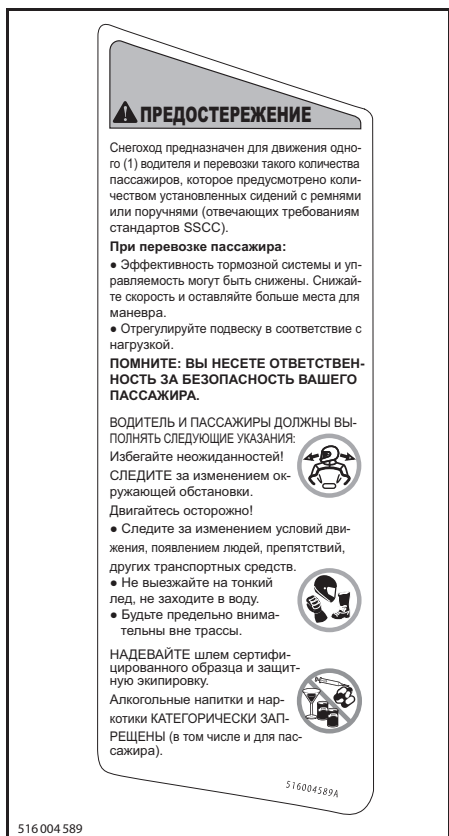 ПРЕДОСТЕРЕЖЕНИЕ
Снегоход предназначен для движения одно-
го (1) водителя и перевозки такого количества
пассажиров, которое предусмотрено коли-
чеством установленных сидений с ремнями
или поручнями (отвечающих требованиям
стандартов SSCC).
При перевозке пассажира:
● Эффективность тормозной системы и уп-
равляемость могут быть снижены. Снижай-
те скорость и оставляйте больше места для
маневра.
● Отрегулируйте подвеску в соответствие с
нагрузкой.
ПОМНИТЕ: ВЫ НЕСЕТЕ ОТВЕТСТВЕН-
НОСТЬ ЗА БЕЗОПАСНОСТЬ ВАШЕГО
ПАССАЖИРА.
ВОДИТЕЛЬ И ПАССАЖИРЫ ДОЛЖНЫ ВЫ-
ПОЛНЯТЬ СЛЕДУЮЩИЕ УКАЗАНИЯ:
Избегайте неожиданностей!
СЛЕДИТЕ за изменением ок-
ружающей обстановки.
Двигайтесь осторожно!
● Следите за изменением условий дви-
жения, появлением людей, препятствий,
других транспортных средств.
● Не выезжайте на тонкий
лед, не заходите в воду.
● Будьте предельно внима-
тельны вне трассы.
НАДЕВАЙТЕ шлем сертифи-
цированного образца и защит-
ную экипировку.
Алкогольные напитки и нар-
котики КАТЕГОРИЧЕСКИ ЗАП-
РЕЩЕНЫ (в том числе и для пас-
сажира).
516004589A
516 004 589